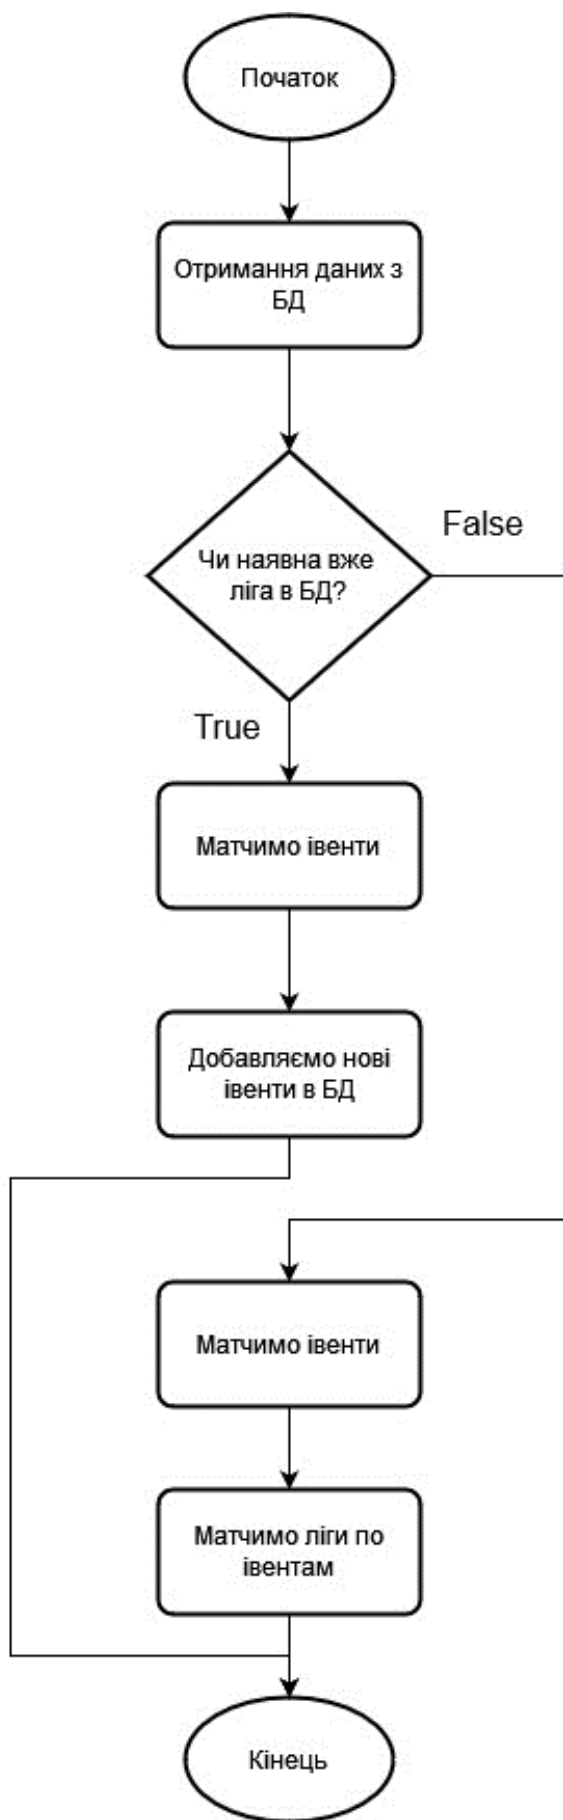 Початок
Отримання даних з
БД
False
Чи наявна вже
ліга в БД?
True
Матчимо івенти
Добавляємо нові
івенти в БД
Матчимо івенти
Матчимо ліги по
івентам
Кінець